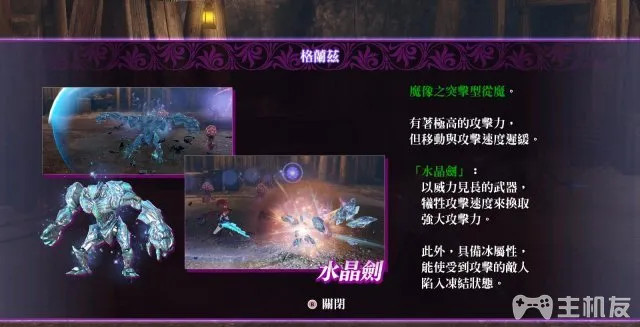 格蘭茲
魔像之突擊型從魔。
有著極高的攻擊力,
但移動與攻擊速度遲緩。
「水晶劍」:
以威力見長的武器,
犧牲攻擊速度來換取
強大攻擊力。
此外,具備冰屬性,
能使受到攻擊的敵人
陷入凍結狀態。
水晶劍
關閉
主机友